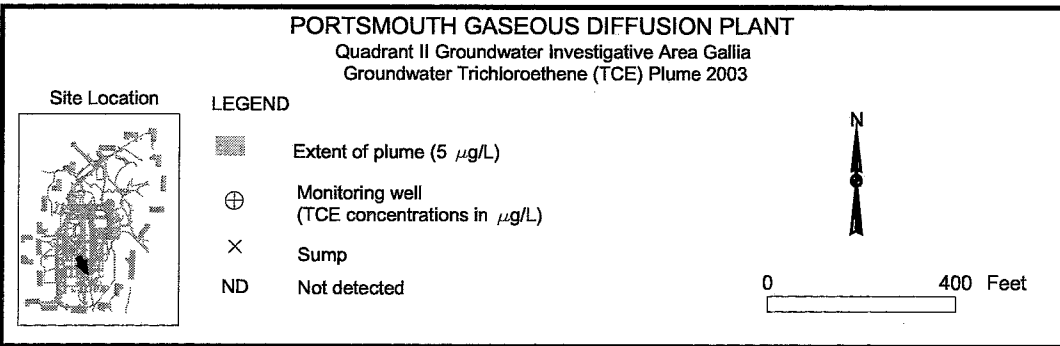 PORTSMOUTH GASEOUS DIFFUSION PLANT
Quadrant II Groundwater Investigative Area Gallia
Groundwater Trichloroethene (TCE) Plume 2003
Site Location
LEGEND
Extent of plume (5 μg/L)
Monitoring well
(TCE concentrations in μg/L)
Sump
ND Not detected
N
0 400 Feet